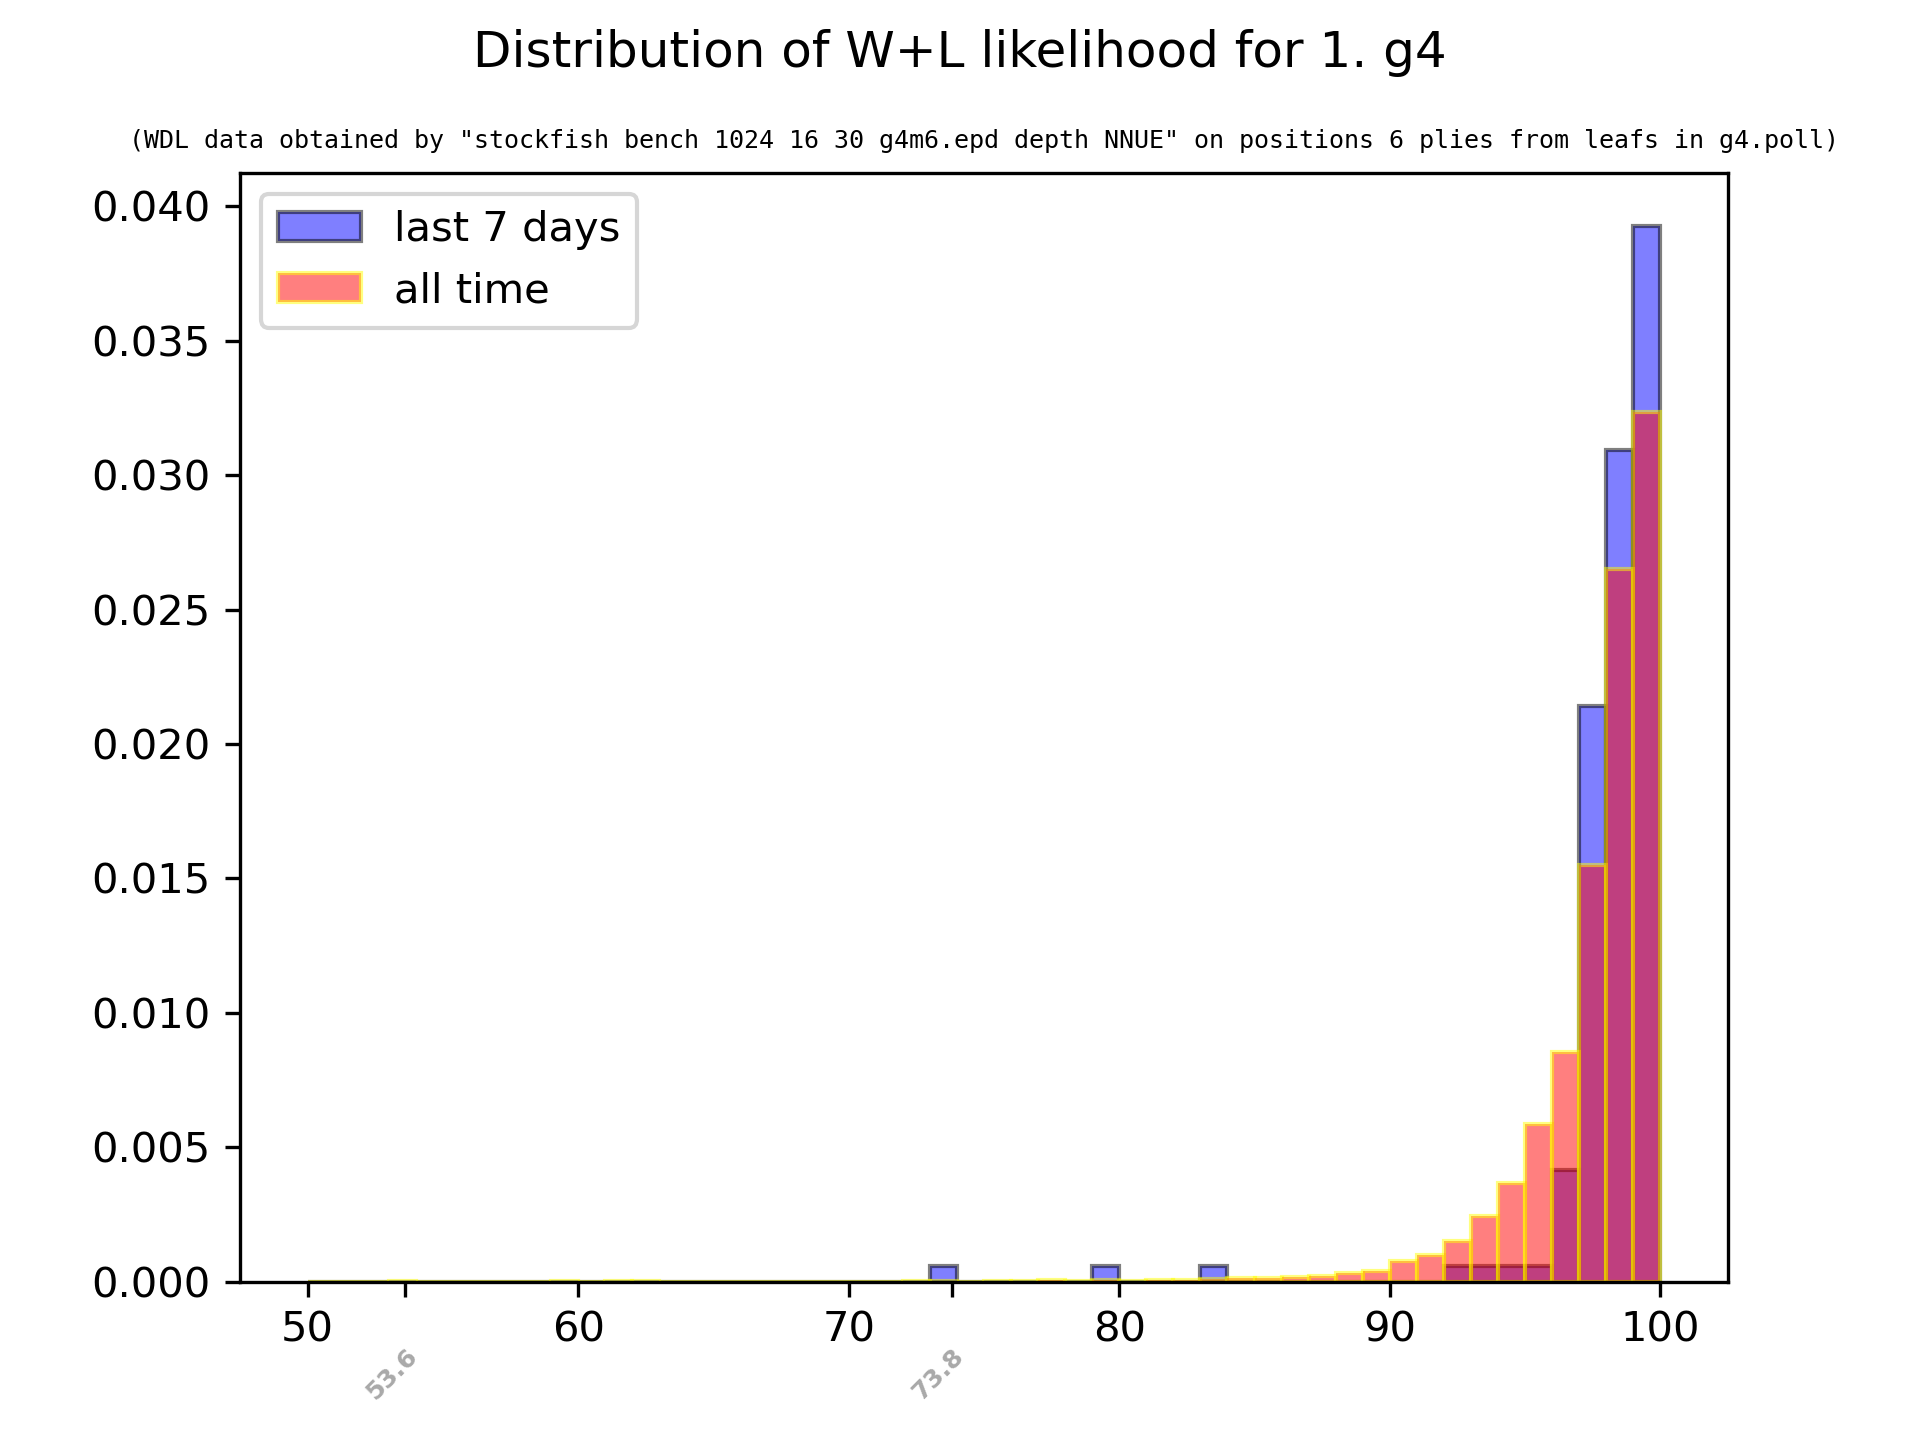 Distribution of W+L likelihood for 1. g4
(WDL data obtained by "stockfish bench 1024 16 30 g4m6.epd depth NNUE" on positions 6 plies from leafs in g4.poll)
last 7 days
all time
0.040
0.035
0.030
0.025
0.020
0.015
0.010
0.005
0.000
50 60 70 80 90 100
53.6 73.8